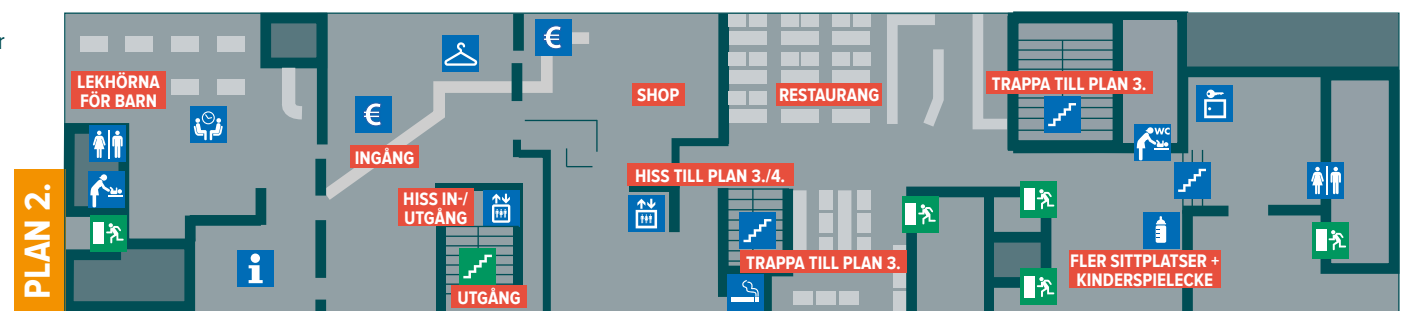 r
PLAN 2.
LEKHÖRNA
FÖR BARN
€
€
INGÅNG
SHOP
RESTAURANG
TRAPPA TILL PLAN 3.
WC
HISS TILL PLAN 3./4.
HISS IN-/
UTGÅNG
i
UTGÅNG
TRAPPA TILL PLAN 3.
FLER SITTPLATSER +
KINDERSPIELECKE